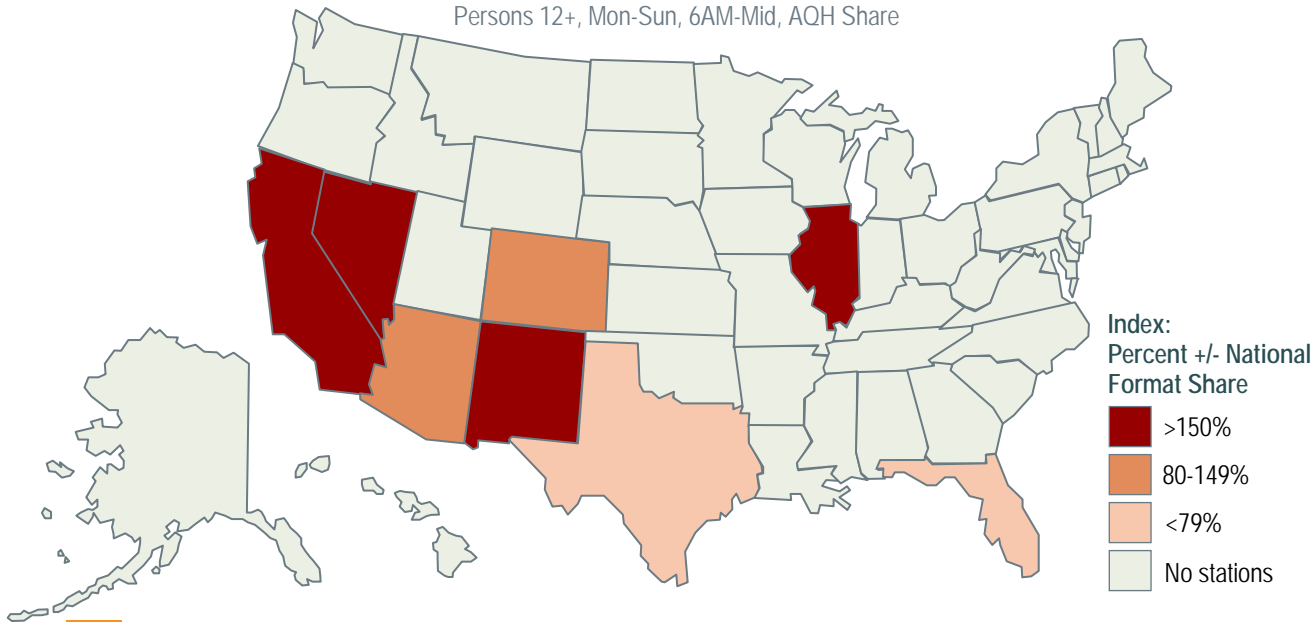 Persons 12+, Mon-Sun, 6AM-Mid, AQH Share
Index:
Percent +/- National
Format Share
>150%
80-149%
<79%
No stations